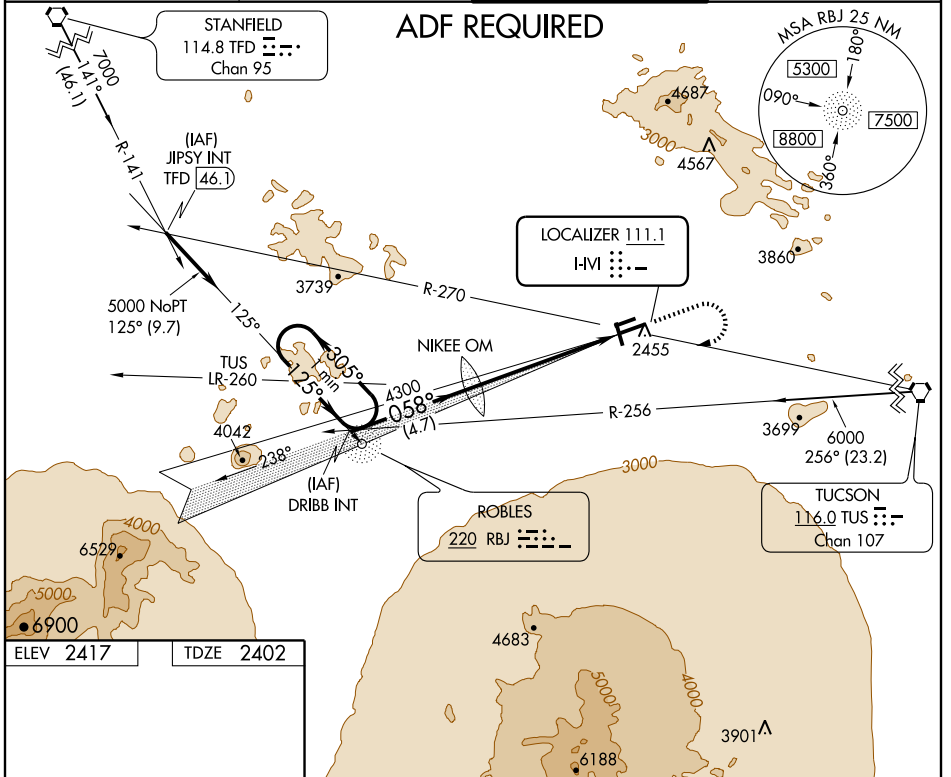 ADF REQUIRED
STANFIELD
114.8 TFD
Chan 95
7000
141°
(46.1)
R-141
(IAF)
JIPSY INT
TFD 46.1
5000 NoPT
125° (9.7)
125°
3739
R-270
LOCALIZER 111.1
I-IVI
MSA RBJ 25 NM
180°
5300
090°
7500
8800
360°
4687
3000
4567
3860
2455
NIKEE OM
TUS
LR-260
305°
1 min
125°
4300
058°
(4.7)
R-256
3699
6000
256° (23.2)
4042
238°
(IAF)
DRIBB INT
3000
ROBLES
220 RBJ
TUCSON
116.0 TUS
Chan 107
4000
6529
5000
6900
4683
5000
4000
3901
6188
ELEV 2417
TDZE 2402